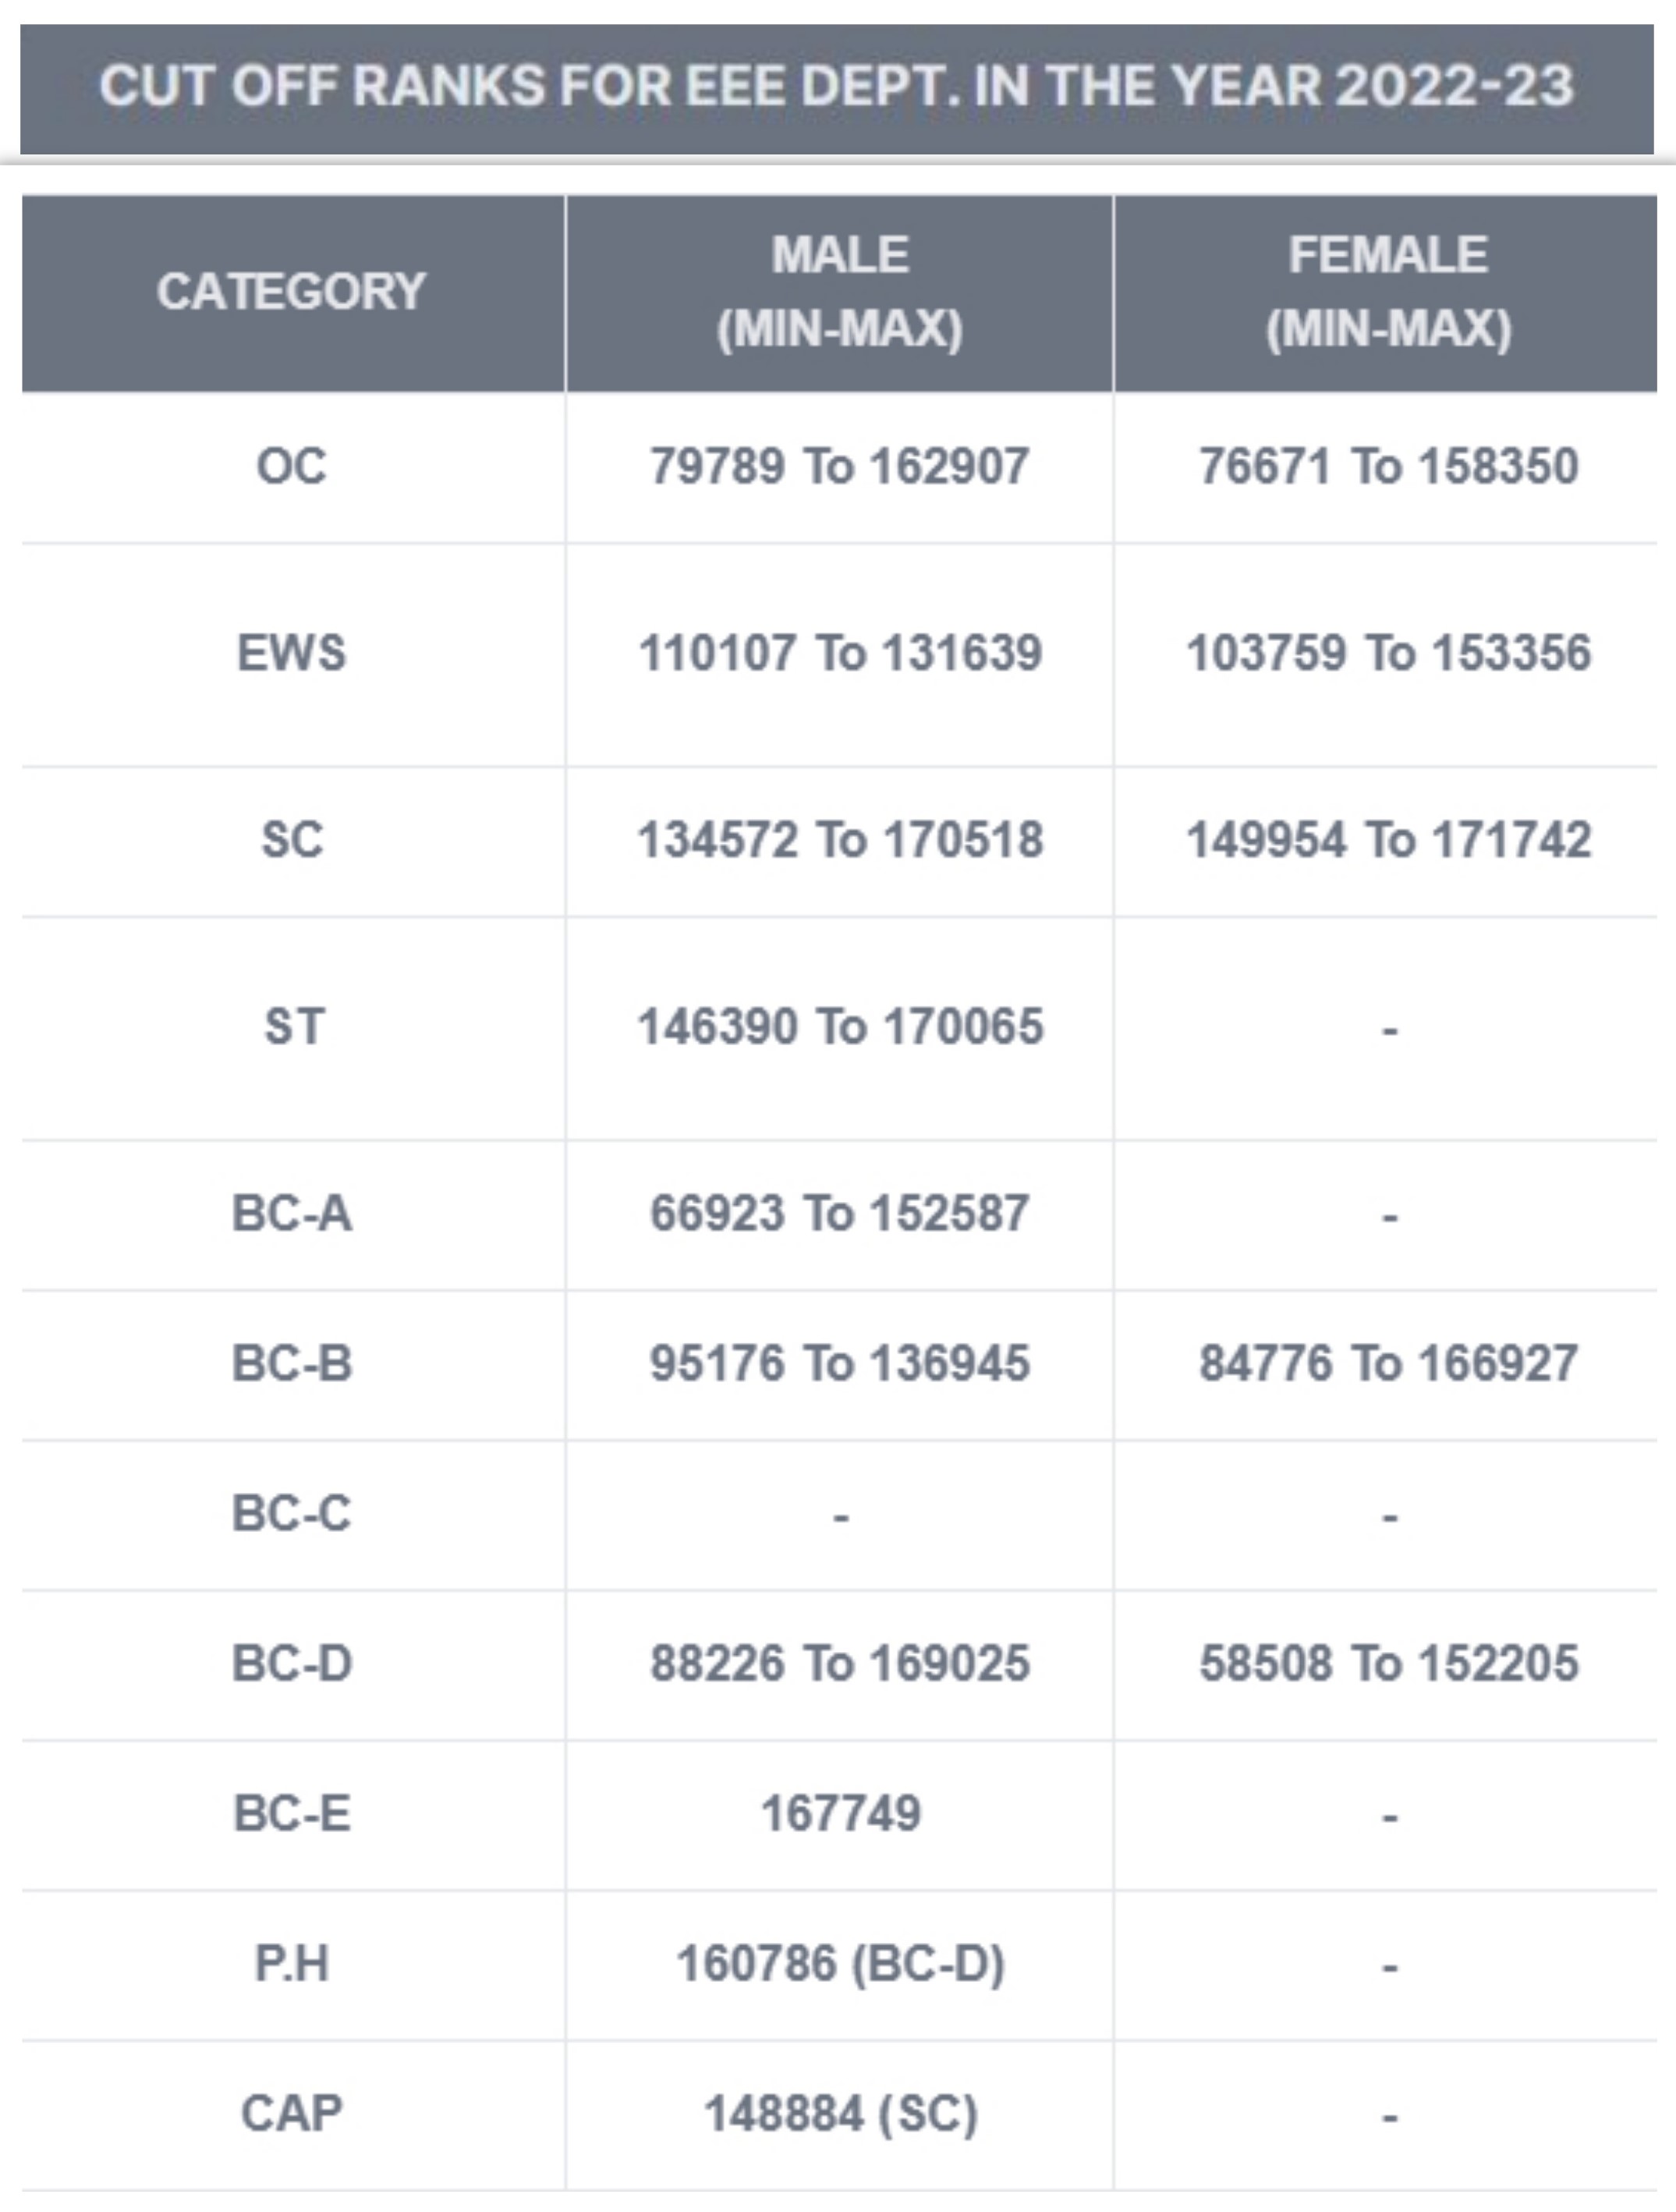 CUT OFF RANKS FOR EEE DEPT. IN THE YEAR 2022-23
CATEGORY MALE (MIN-MAX) FEMALE (MIN-MAX)
OC 79789 To 162907 76671 To 158350
EWS 110107 To 131639 103759 To 153356
SC 134572 To 170518 149954 To 171742
ST 146390 To 170065 -
BC-A 66923 To 152587 -
BC-B 95176 To 136945 84776 To 166927
BC-C - -
BC-D 88226 To 169025 58508 To 152205
BC-E 167749 -
P.H 160786 (BC-D) -
CAP 148884 (SC) -